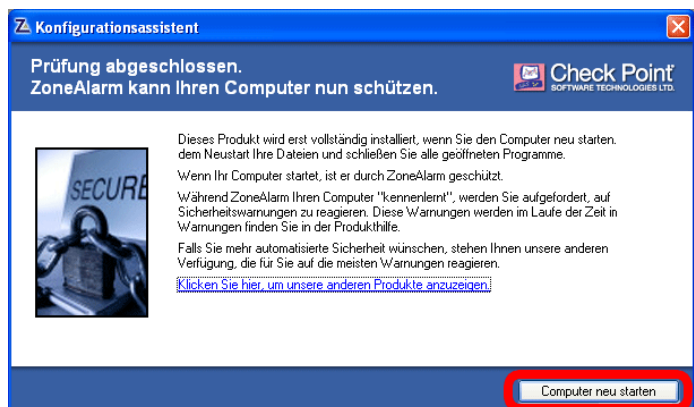 Konfigurationsassistent
Prüfung abgeschlossen.
ZoneAlarm kann Ihren Computer nun schützen.
Check Point
SOFTWARE TECHNOLOGIES LTD.
SECURE
Dieses Produkt wird erst vollständig installiert, wenn Sie den Computer neu starten.
dem Neustart Ihre Dateien und schließen Sie alle geöffneten Programme.
Wenn Ihr Computer startet, ist er durch ZoneAlarm geschützt.
Während ZoneAlarm Ihren Computer "kennenlernt", werden Sie aufgefordert, auf
Sicherheitswarnungen zu reagieren. Diese Warnungen werden im Laufe der Zeit in
Warnungen finden Sie in der Produkthilfe.
Falls Sie mehr automatisierte Sicherheit wünschen, stehen Ihnen unsere anderen
Verfügung, die für Sie auf die meisten Warnungen reagieren.
Klicken Sie hier, um unsere anderen Produkte anzuzeigen.
Computer neu starten